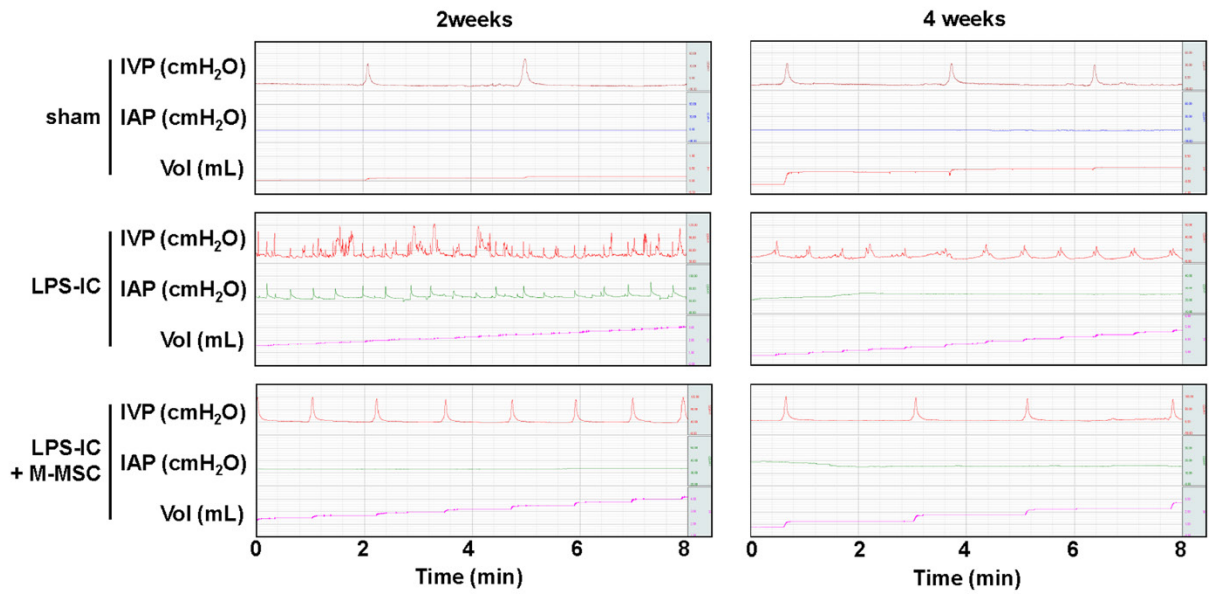 2weeks 4 weeks
IVP (cmH2O)
sham IAP (cmH2O)
Vol (mL)
IVP (cmH2O)
LPS-IC IAP (cmH2O)
Vol (mL)
IVP (cmH2O)
LPS-IC
+ M-MSC IAP (cmH2O)
Vol (mL)
0 2 4 6 8 0 2 4 6 8
Time (min) Time (min)